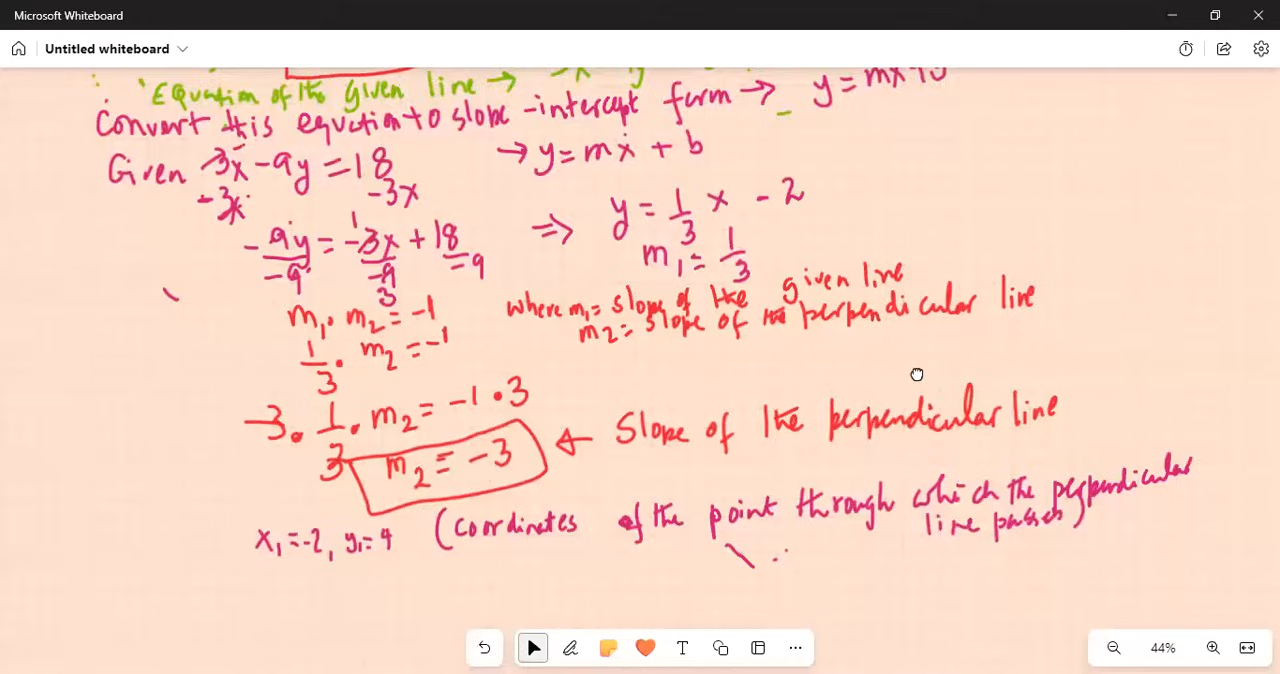 Microsoft Whiteboard
Untitled whiteboard
Equation of the given line →
Convert this equation to slope-intercept form → y = mx + b
Given 3x - 9y = 18 → y = mx + b
-3x -3x
-9y = -3x + 18 ⇒ y = 1/3 x - 2
-9 -9 -9 m1 = 1/3
1 3
m1 · m2 = -1 where m1 = slope of the given line
1/3 · m2 = -1 m2 = slope of the perpendicular line
3 · 1/3 · m2 = -1 · 3
m2 = -3 ← Slope of the perpendicular line
x1 = -2, y1 = 4 (coordinates of the point through which the perpendicular line passes)
T
44%